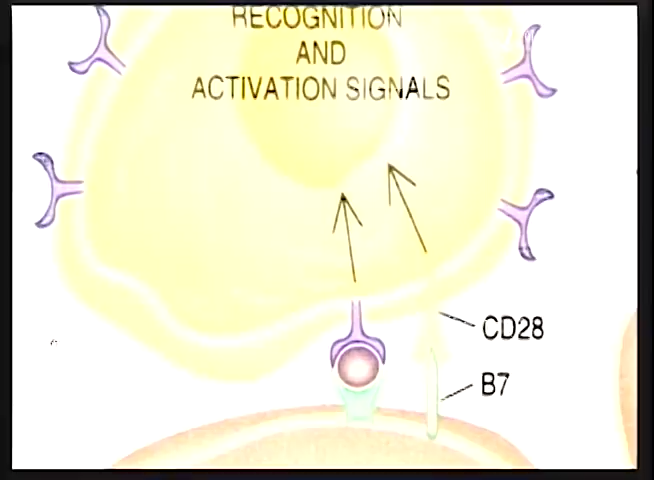 RECOGNITION
AND
ACTIVATION SIGNALS
CD28
B7